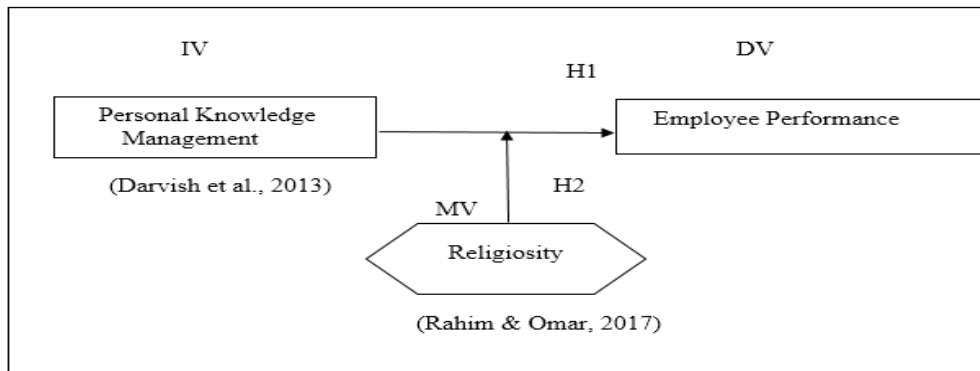 IV
DV
H1
Personal Knowledge
Management
Employee Performance
(Darvish et al., 2013)
H2
MV
Religiosity
(Rahim & Omar, 2017)